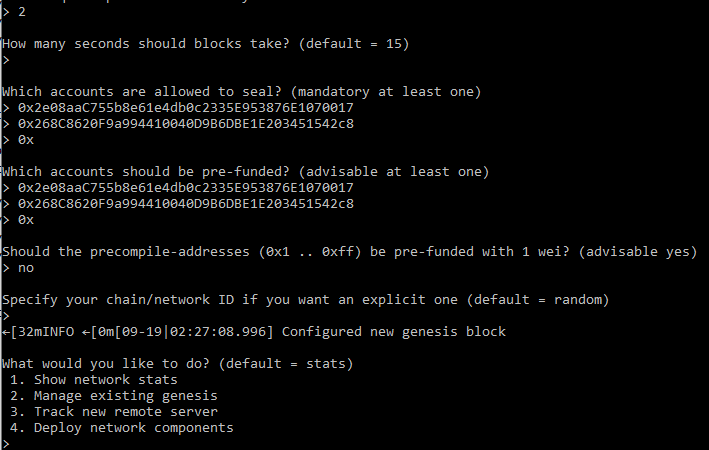 > 2
How many seconds should blocks take? (default = 15)
>
Which accounts are allowed to seal? (mandatory at least one)
> 0x2e08aaC755b8e61e4db0c2335E953876E1070017
> 0x268C8620F9a994410040D9B6DBE1E203451542c8
> 0x
Which accounts should be pre-funded? (advisable at least one)
> 0x2e08aaC755b8e61e4db0c2335E953876E1070017
> 0x268C8620F9a994410040D9B6DBE1E203451542c8
> 0x
Should the precompile-addresses (0x1 .. 0xff) be pre-funded with 1 wei? (advisable yes)
> no
Specify your chain/network ID if you want an explicit one (default = random)
>
←[32mINFO ←[0m[09-19|02:27:08.996] Configured new genesis block
What would you like to do? (default = stats)
1. Show network stats
2. Manage existing genesis
3. Track new remote server
4. Deploy network components
>